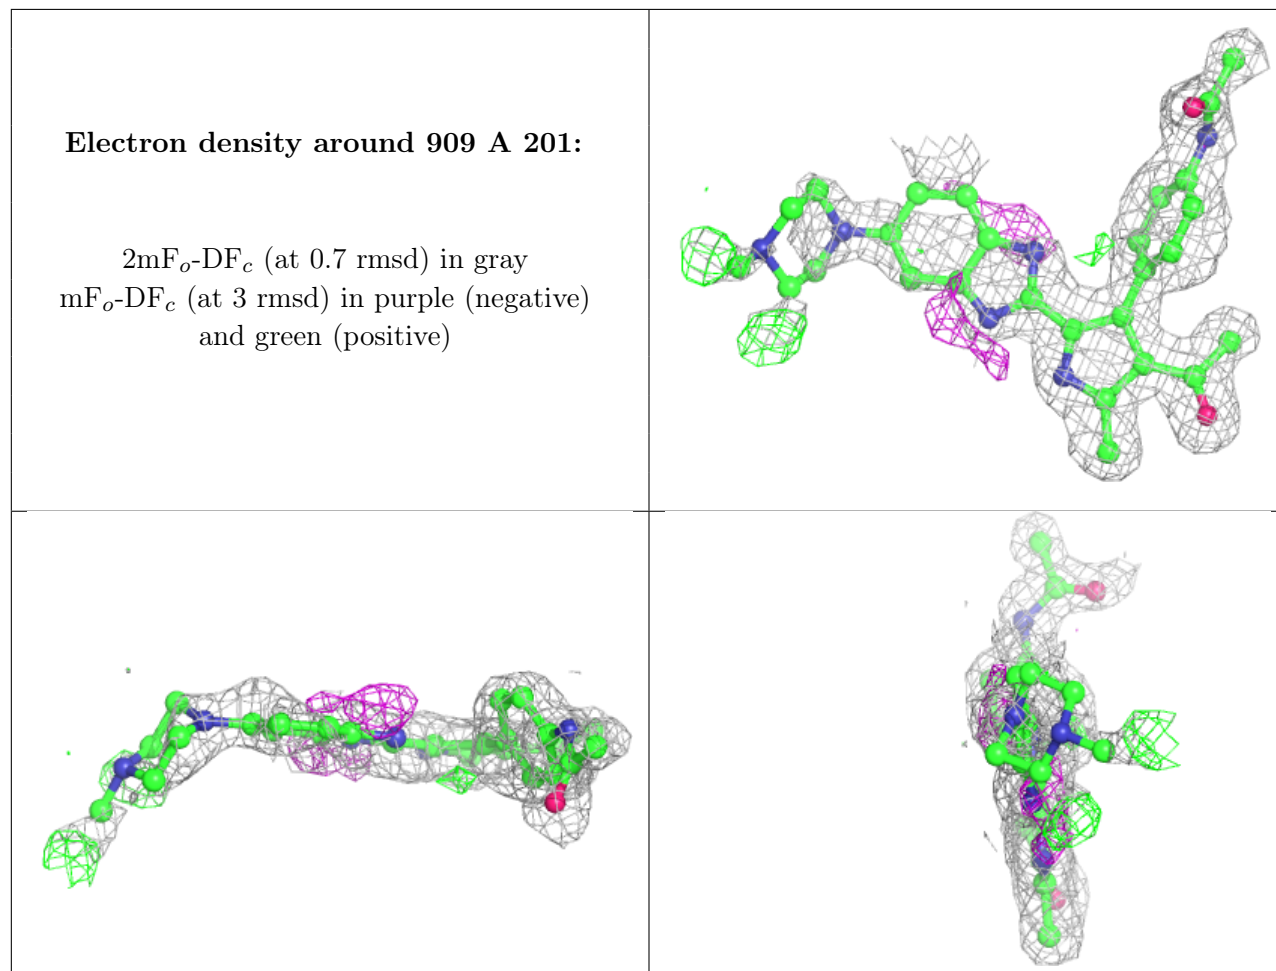 Electron density around 909 A 201:
2mFo-DFc (at 0.7 rmsd) in gray
mFo-DFc (at 3 rmsd) in purple (negative)
and green (positive)